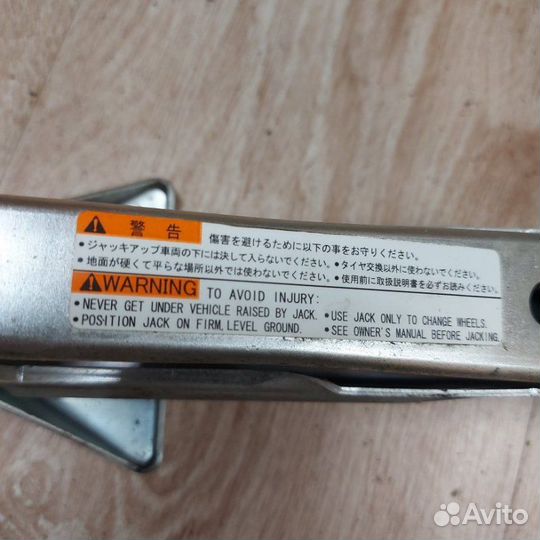 警告 傷害を避けるために以下の事をお守りください。
・ジャッキアップ車両の下には決して入らないでください。・タイヤ交換以外に使わないでください。
・地面が硬くて平らな場所以外では使わないでください。・使用前に取扱説明書を必ずお読みください。
WARNING TO AVOID INJURY:
・NEVER GET UNDER VEHICLE RAISED BY JACK. ・USE JACK ONLY TO CHANGE WHEELS.
・POSITION JACK ON FIRM, LEVEL GROUND. ・SEE OWNER'S MANUAL BEFORE JACKING.
Avito